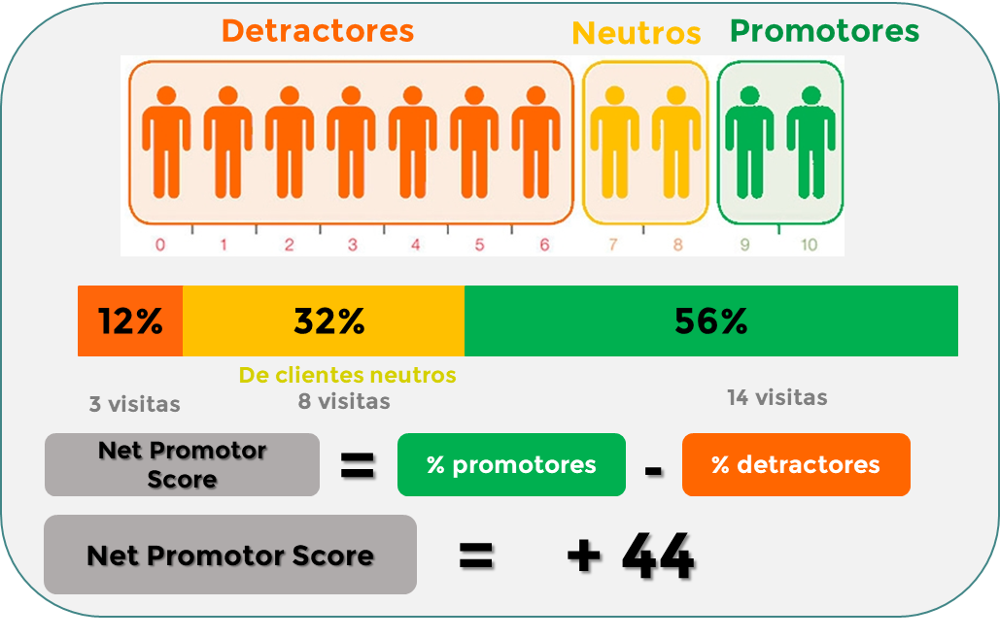 Detractores Neutros Promotores
0 1 2 3 4 5 6 7 8 9 10
12% 32% 56%
De clientes neutros
3 visitas 8 visitas 14 visitas
Net Promotor
Score
= % promotores - % detractores
Net Promotor Score = + 44